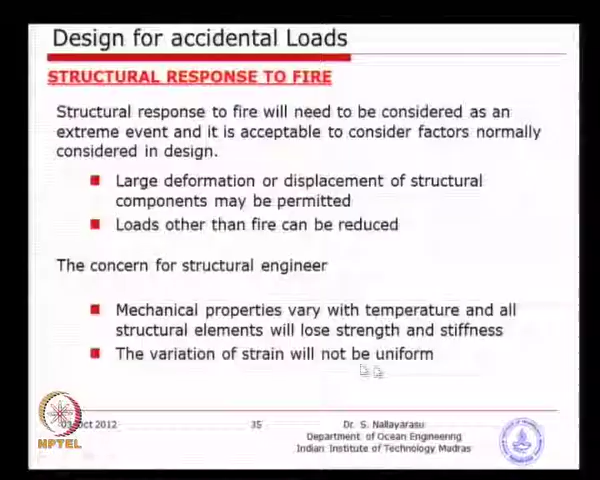 Design for accidental Loads
STRUCTURAL RESPONSE TO FIRE
Structural response to fire will need to be considered as an
extreme event and it is acceptable to consider factors normally
considered in design.
Large deformation or displacement of structural
components may be permitted
Loads other than fire can be reduced
The concern for structural engineer
Mechanical properties vary with temperature and all
structural elements will lose strength and stiffness
The variation of strain will not be uniform
03 Oct 2012
35
Dr. S. Nallayarasu
Department of Ocean Engineering
Indian Institute of Technology Madras
NPTEL